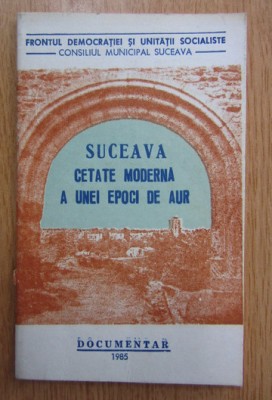 FRONTUL DEMOCRAȚIEI ȘI UNITĂȚII SOCIALISTE
CONSILIUL MUNICIPAL SUCEAVA
SUCEAVA
CETATE MODERNĂ
A UNEI EPOCI DE AUR
DOCUMENTAR
1985